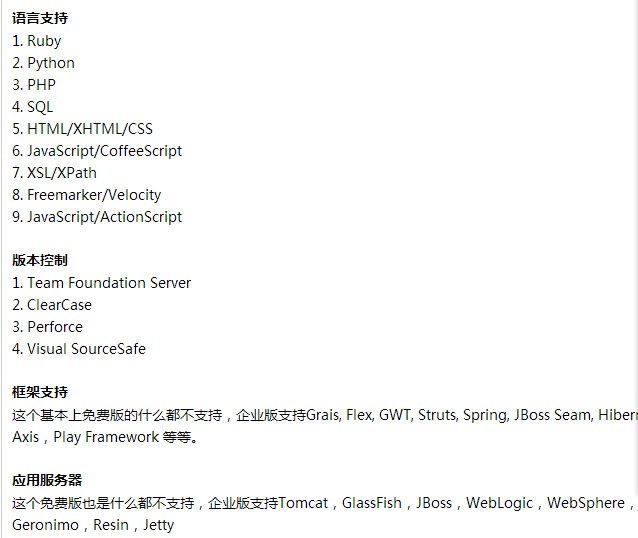 语言支持
1. Ruby
2. Python
3. PHP
4. SQL
5. HTML/XHTML/CSS
6. JavaScript/CoffeeScript
7. XSL/XPath
8. Freemarker/Velocity
9. JavaScript/ActionScript
版本控制
1. Team Foundation Server
2. ClearCase
3. Perforce
4. Visual SourceSafe
框架支持
这个基本上免费版的什么都不支持，企业版支持Grais, Flex, GWT, Struts, Spring, JBoss Seam,
Axis，Play Framework 等等。
应用服务器
这个免费版也是什么都不支持，企业版支持Tomcat，GlassFish，JBoss，WebLogic，WebSphere，
Geronimo，Resin，Jetty